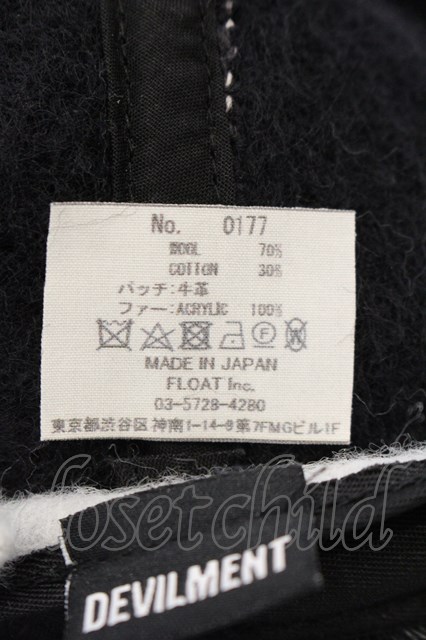 No. 0177
WOOL 70%
COTTON 30%
パッチ:牛革
ファー:ACRYLIC 100%
MADE IN JAPAN
FLOAT Inc.
03-5728-4280
東京都渋谷区神南1-14-9第7FMGビル1F
closetchild
DEVILMENT